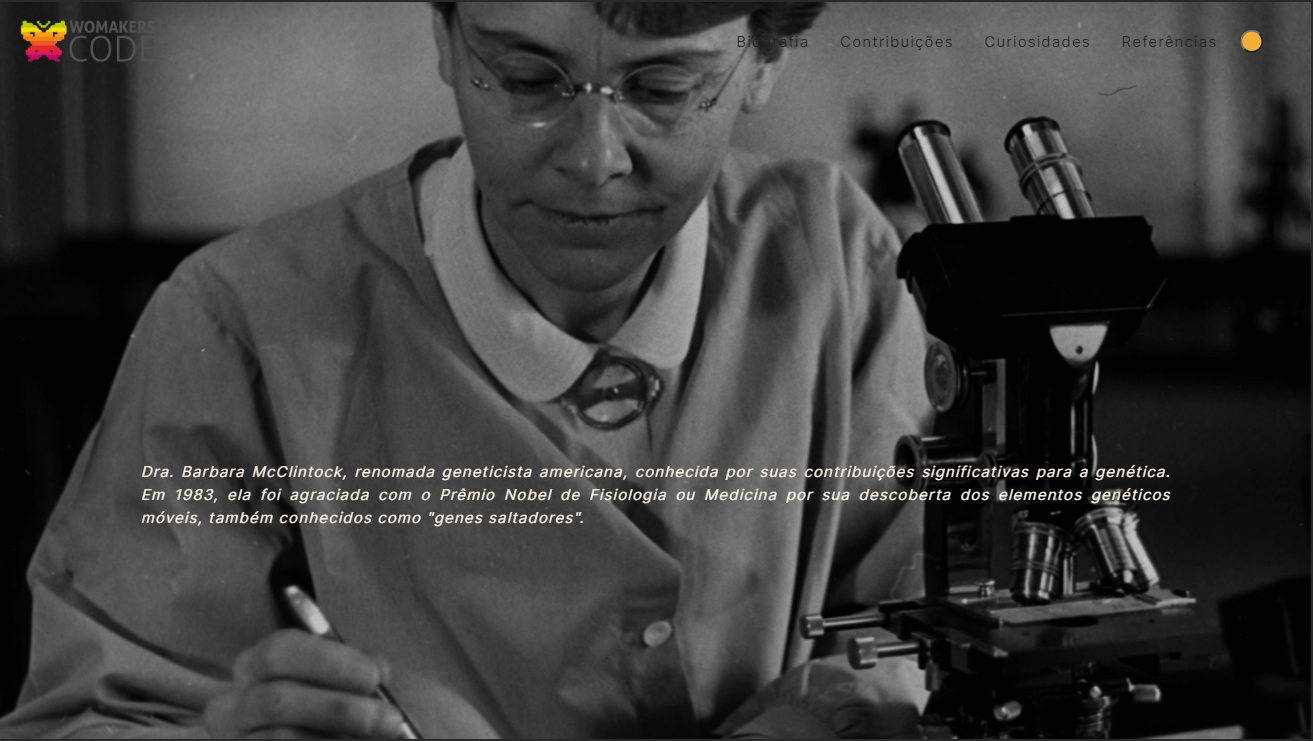 WOMAKERS
CODE
Biografia Contribuições Curiosidades Referências
Dra. Barbara McClintock, renomada geneticista americana, conhecida por suas contribuições significativas para a genética.
Em 1983, ela foi agraciada com o Prêmio Nobel de Fisiologia ou Medicina por sua descoberta dos elementos genéticos
móveis, também conhecidos como "genes saltadores".